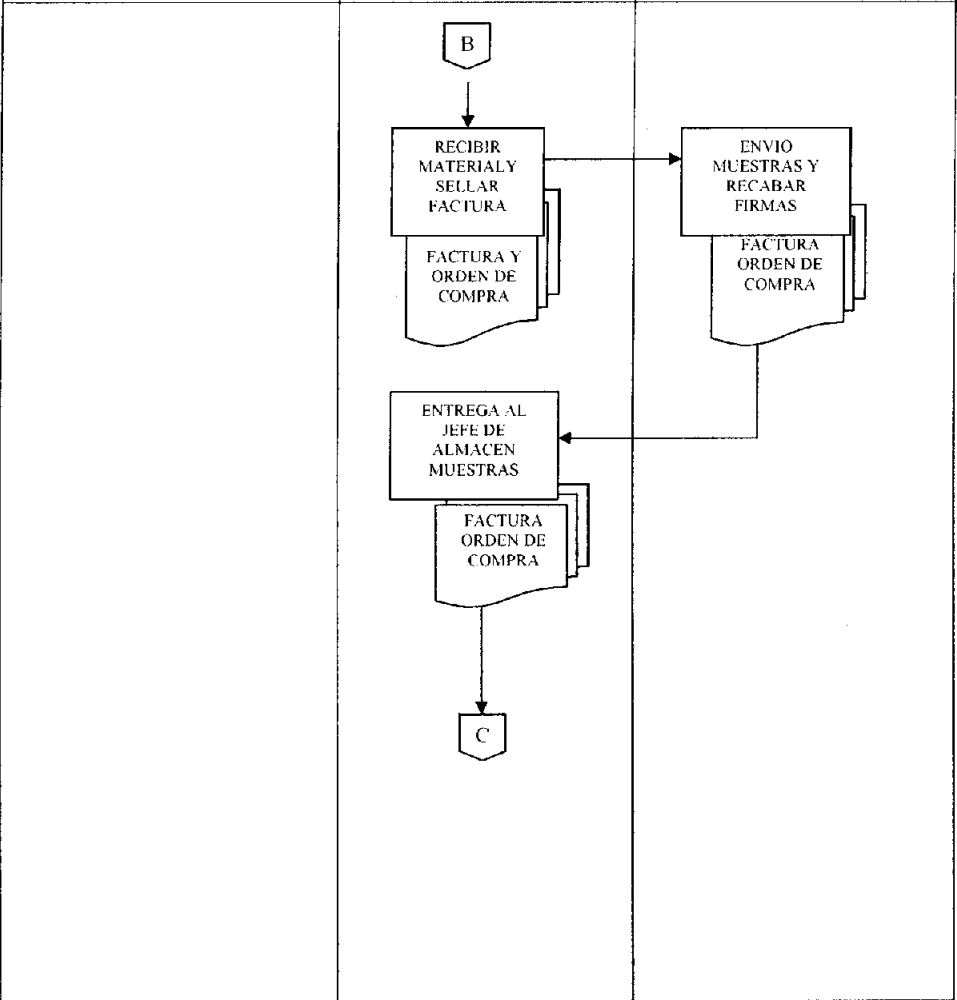 B
RECIBIR
MATERIAL Y
SELLAR
FACTURA
FACTURA Y
ORDEN DE
COMPRA
ENVIO
MUESTRAS Y
RECABAR
FIRMAS
FACTURA
ORDEN DE
COMPRA
ENTREGA AL
JEFE DE
ALMACEN
MUESTRAS
FACTURA
ORDEN DE
COMPRA
C